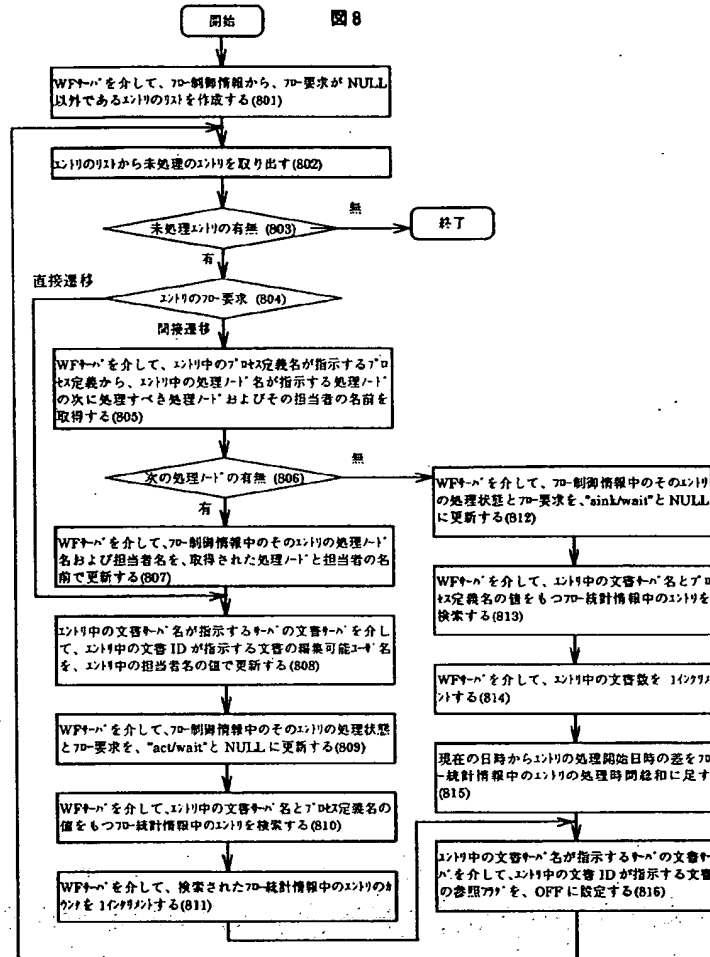 図8
開始
WFｻｰﾊﾞを介して、ﾌﾛｰ制御情報から、ﾌﾛｰ要求が NULL
以外であるｴﾝﾄﾘのﾘｽﾄを作成する(801)
ｴﾝﾄﾘのﾘｽﾄから未処理のｴﾝﾄﾘを取り出す(802)
未処理ｴﾝﾄﾘの有無 (803)
無
終了
有
直接遷移
ｴﾝﾄﾘのﾌﾛｰ要求 (804)
間接遷移
WFｻｰﾊﾞを介して、ｴﾝﾄﾘ中のﾌﾟﾛｾｽ定義名が指示するﾌﾟﾛ
ｾｽ定義から、ｴﾝﾄﾘ中の処理ﾉｰﾄﾞ名が指示する処理ﾉｰﾄﾞ
の次に処理すべき処理ﾉｰﾄﾞおよびその担当者の名前を
取得する(805)
次の処理ﾉｰﾄﾞの有無 (806)
無
有
WFｻｰﾊﾞを介して、ﾌﾛｰ制御情報中のそのｴﾝﾄﾘの処理ﾉｰﾄﾞ
名および担当者名を、取得された処理ﾉｰﾄﾞと担当者の名
前で更新する(807)
ｴﾝﾄﾘ中の文書ｻｰﾊﾞ名が指示するｻｰﾊﾞの文書ｻｰﾊﾞを介し
て、ｴﾝﾄﾘ中の文書 ID が指示する文書の編集可能ﾕｰｻﾞ名
を、ｴﾝﾄﾘ中の担当者名の値で更新する(808)
WFｻｰﾊﾞを介して、ﾌﾛｰ制御情報中のそのｴﾝﾄﾘの処理状態
とﾌﾛｰ要求を、"act/wait"と NULL に更新する(809)
WFｻｰﾊﾞを介して、ｴﾝﾄﾘ中の文書ｻｰﾊﾞ名とﾌﾟﾛｾｽ定義名の
値をもつﾌﾛｰ統計情報中のｴﾝﾄﾘを検索する(810)
WFｻｰﾊﾞを介して、検索されたﾌﾛｰ統計情報中のｴﾝﾄﾘのｶ
ｳﾝﾀを 1ｲﾝｸﾘﾒﾝﾄする(811)
WFｻｰﾊﾞを介して、ﾌﾛｰ制御情報中のそのｴﾝﾄﾘ
の処理状態とﾌﾛｰ要求を、"sink/wait"と NULL
に更新する(812)
WFｻｰﾊﾞを介して、ｴﾝﾄﾘ中の文書ｻｰﾊﾞ名とﾌﾟﾛ
ｾｽ定義名の値をもつﾌﾛｰ統計情報中のｴﾝﾄﾘを
検索する(813)
WFｻｰﾊﾞを介して、ｴﾝﾄﾘ中の文書数を 1ｲﾝｸﾘﾒ
ﾝﾄする(814)
現在の日時からｴﾝﾄﾘの処理開始日時の差をﾌﾛ
ｰ統計情報中のｴﾝﾄﾘの処理時間総和に足す
(815)
ｴﾝﾄﾘ中の文書ｻｰﾊﾞ名が指示するｻｰﾊﾞの文書ｻｰ
ﾊﾞを介して、ｴﾝﾄﾘ中の文書 ID が指示する文書
の参照ﾌﾗｸﾞを、OFF に設定する(816)